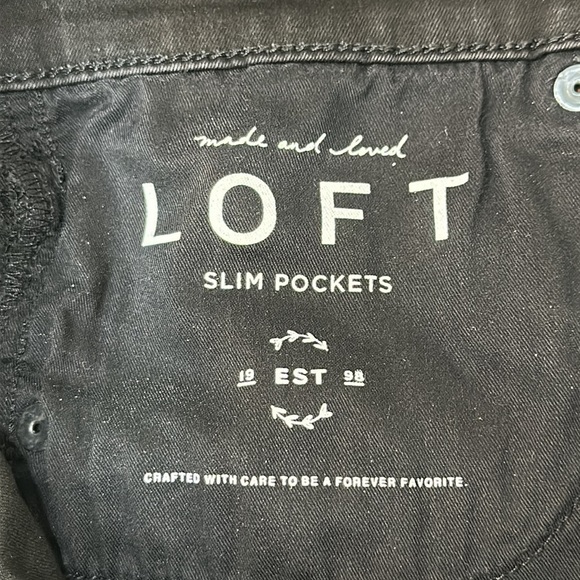 made and loved
LOFT
SLIM POCKETS
19 EST 98
CRAFTED WITH CARE TO BE A FOREVER FAVORITE.